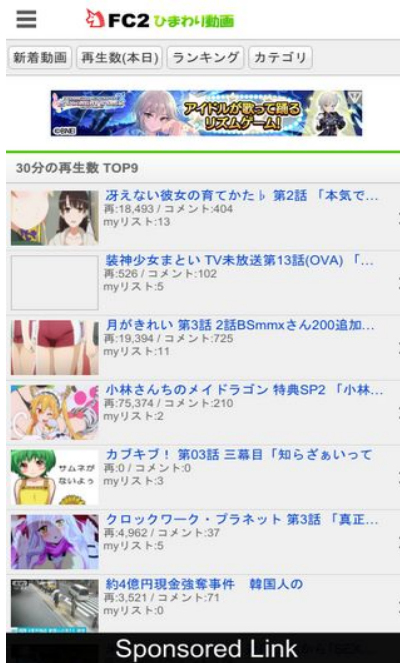 FC2 ひまわり動画
新着動画 再生数(本日) ランキング カテゴリ
アイドルが歌って踊る
リズムゲーム!
©BNEI
30分の再生数 TOP9
冴えない彼女の育てかた♭ 第2話 「本気で...
再:18,493 / コメント:404
myリスト:13
装神少女まとい TV未放送第13話(OVA) 「...
再:526 / コメント:102
myリスト:5
月がきれい 第3話 2話BSmmxさん200追加...
再:19,394 / コメント:725
myリスト:11
小林さんちのメイドラゴン 特典SP2 「小林...
再:75,374 / コメント:210
myリスト:2
サムネが
ないよぅ
カブキブ! 第03話 三幕目「知らざぁいって
再:0 / コメント:0
myリスト:3
クロックワーク・プラネット 第3話 「真正...
再:4,962 / コメント:37
myリスト:5
約4億円現金強奪事件 韓国人の
再:3,521 / コメント:71
myリスト:0
Sponsored Link